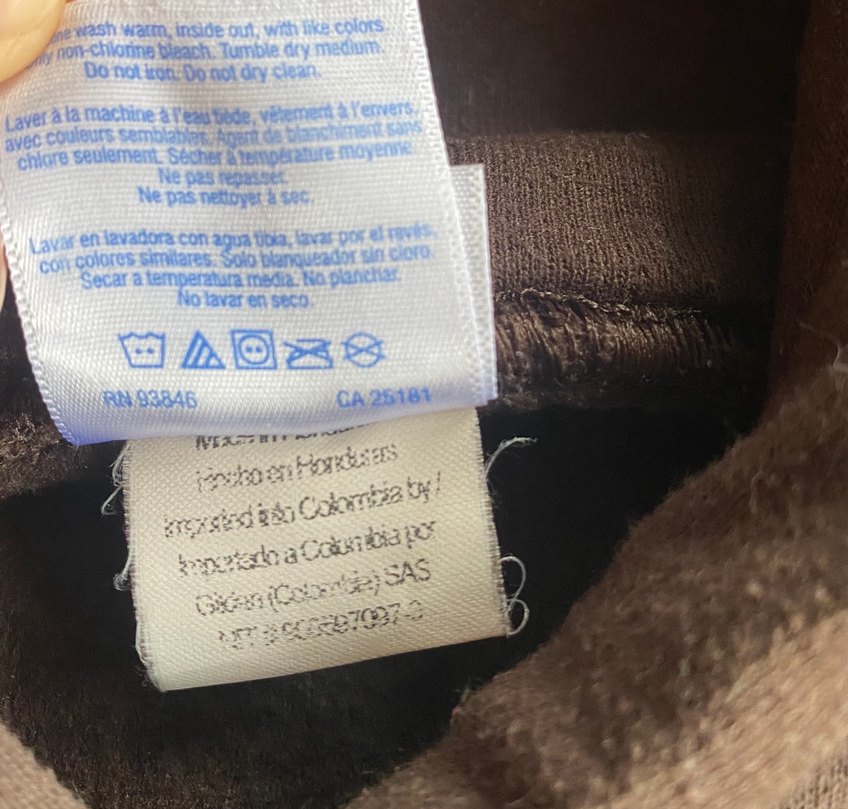 wash warm, inside out, with like colors.
non-chlorine bleach. Tumble dry medium.
Do not iron. Do not dry clean.
Laver à la machine à l'eau tiède, vêtement à l'envers,
avec couleurs semblables. Agent de blanchiment sans
chlore seulement. Sécher à température moyenne.
Ne pas repasser.
Ne pas nettoyer à sec.
Lavar en lavadora con agua tibia, lavar por el revés,
con colores similares. Solo blanqueador sin cloro.
Secar a temperatura media. No planchar.
No lavar en seco.
RN 93846 CA 25181
Made in
Hecho en Honduras
Imported into Colombia by /
Importado a Colombia por
Gildan (Colombia) SAS